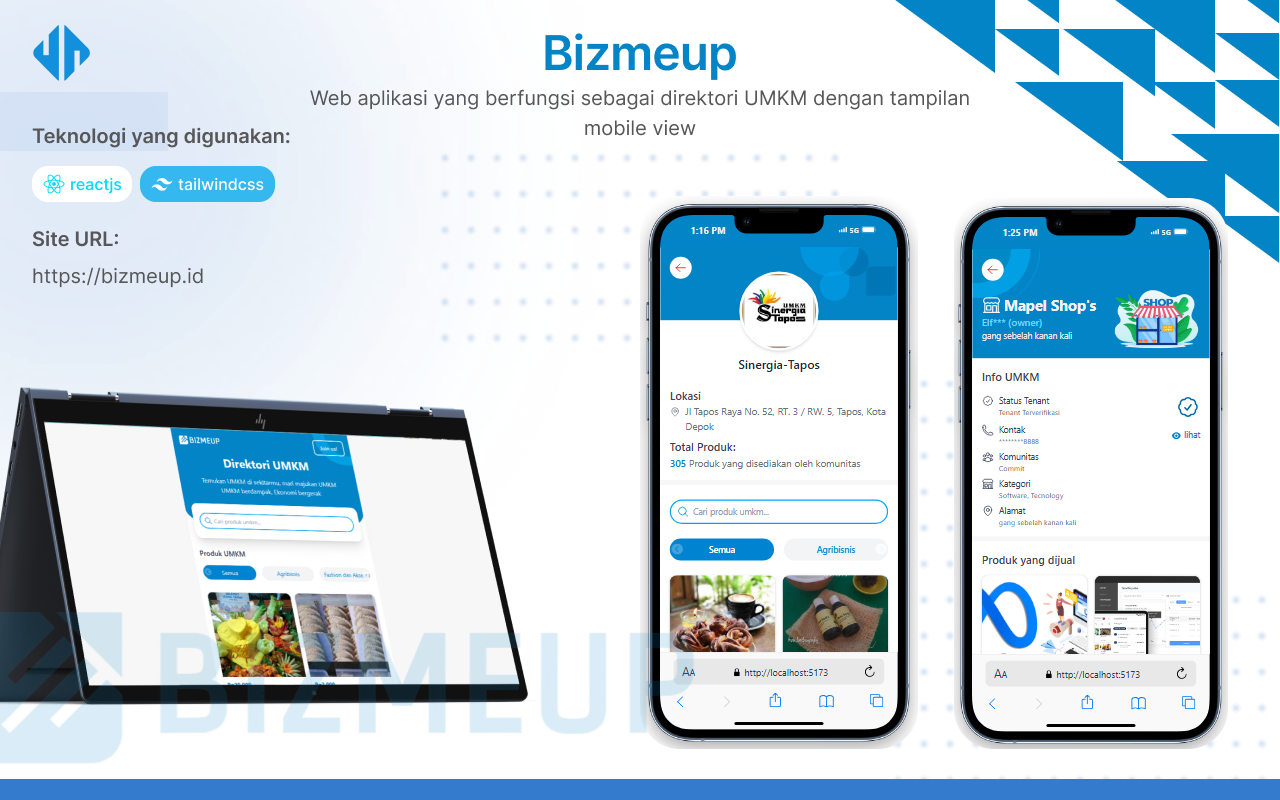 Bizmeup
Web aplikasi yang berfungsi sebagai direktori UMKM dengan tampilan
mobile view
Teknologi yang digunakan:
reactjs
tailwindcss
Site URL:
https://bizmeup.id
BIZMEUP
Direktori UMKM
Temukan UMKM di sekitarmu, mari majukan UMKM
UMKM berdampak, Ekonomi bergerak
Cari produk umkm...
Produk UMKM
Semua
Agribisnis
BIZMEUP
1:16 PM
5G
UMKM
Sinergia
Tapos
Sinergia-Tapos
Lokasi
Jl Tapos Raya No. 52, RT. 3 / RW. 5, Tapos, Kota
Depok
Total Produk:
305 Produk yang disediakan oleh komunitas
Cari produk umkm...
Semua
Agribisnis
AA
http://localhost:5173
1:25 PM
5G
Mapel Shop's
Elf*** (owner)
gang sebelah kanan kali
SHOP
Info UMKM
Status Tenant
Tenant Terverifikasi
Kontak
********8888
lihat
Komunitas
Commit
Kategori
Software, Tecnology
Alamat
gang sebelah kanan kali
Produk yang dijual
AA
http://localhost:5173